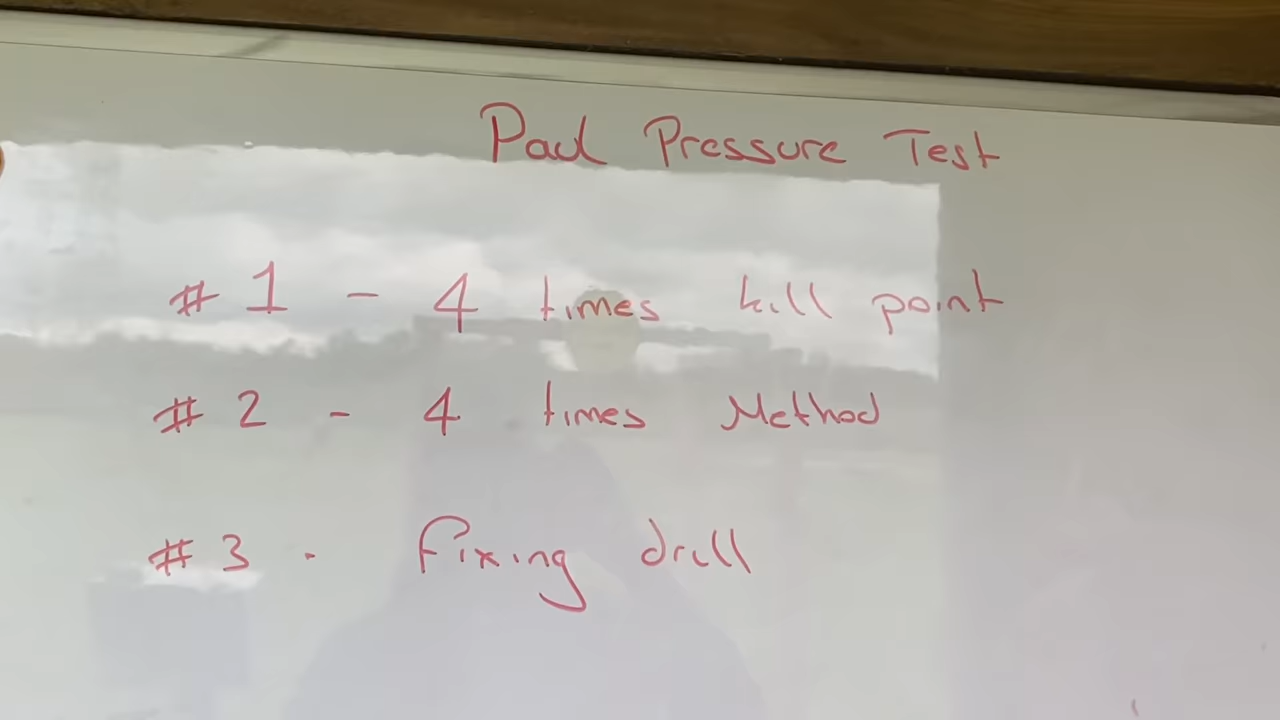 Paul Pressure Test
# 1 - 4 times kill point
# 2 - 4 times Method
# 3 - fixing drill